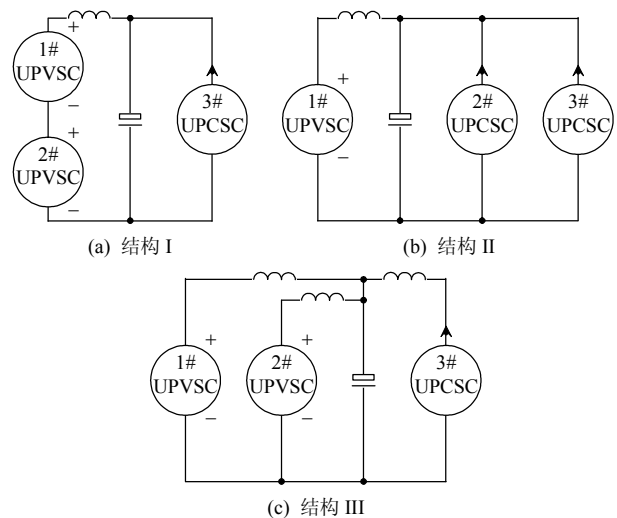 +
1#
UPVSC
−
+
2#
UPVSC
−
3#
UPCSC
(a) 结构 I
+
1#
UPVSC
−
2#
UPCSC
3#
UPCSC
(b) 结构 II
+
1#
UPVSC
−
+
2#
UPVSC
−
3#
UPCSC
(c) 结构 III